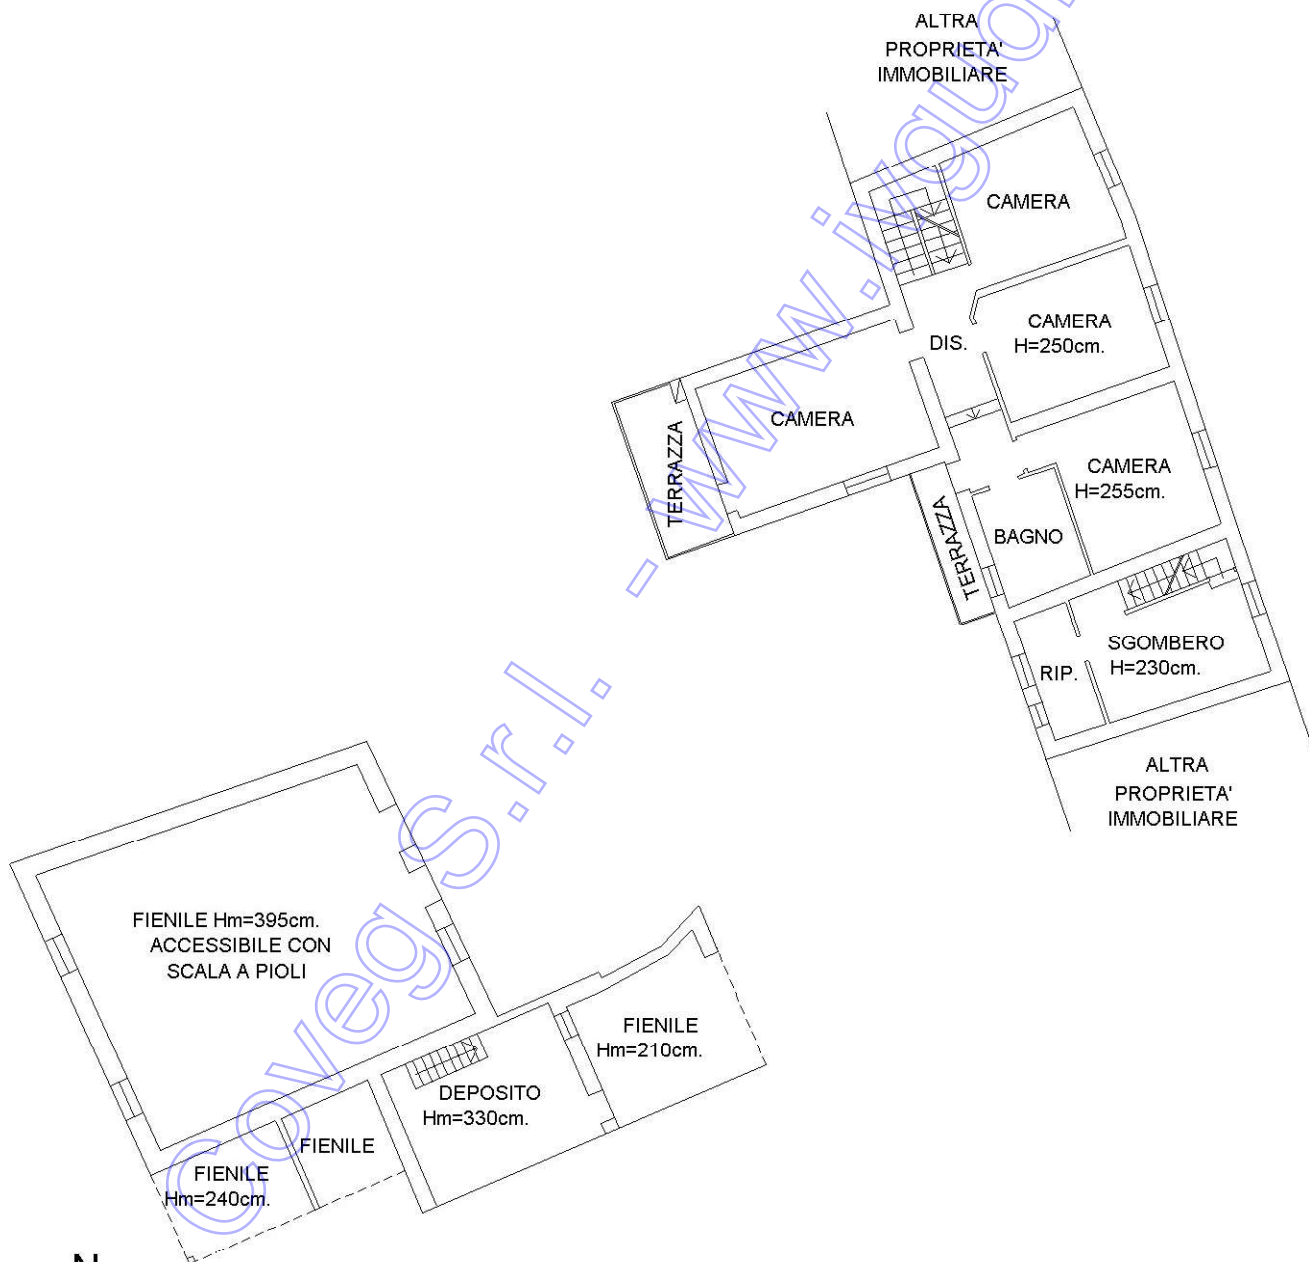 ALTRA
PROPRIETA'
IMMOBILIARE
CAMERA
CAMERA
H=250cm.
DIS.
CAMERA
TERRAZZA
CAMERA
H=255cm.
TERRAZZA
BAGNO
SGOMBERO
H=230cm.
RIP.
ALTRA
PROPRIETA'
IMMOBILIARE
FIENILE Hm=395cm.
ACCESSIBILE CON
SCALA A PIOLI
FIENILE
Hm=210cm.
DEPOSITO
Hm=330cm.
FIENILE
FIENILE
Hm=240cm.
N
Coveg S.r.l. - www.ivgu